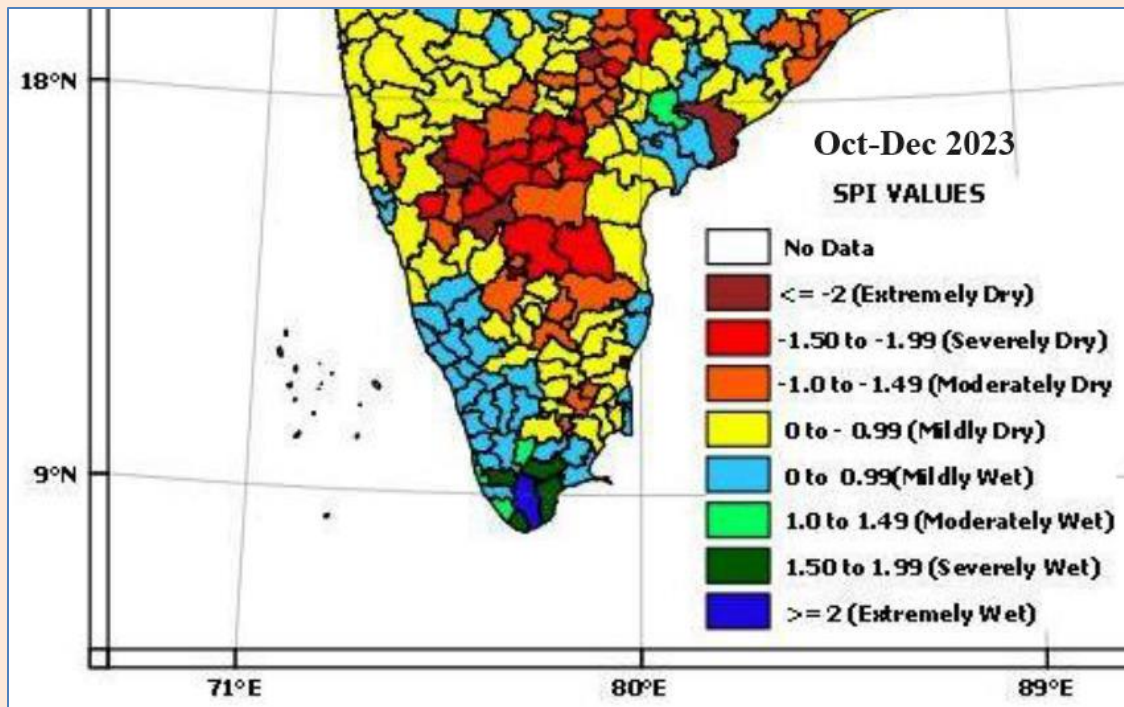 18°N
Oct-Dec 2023
SPI VALUES
No Data
<= -2 (Extremely Dry)
-1.50 to -1.99 (Severely Dry)
-1.0 to -1.49 (Moderately Dry
0 to - 0.99 (Mildly Dry)
9°N
0 to 0.99(Mildly Wet)
1.0 to 1.49 (Moderately Wet)
1.50 to 1.99 (Severely Wet)
>= 2 (Extremely Wet)
71°E
80°E
89°E